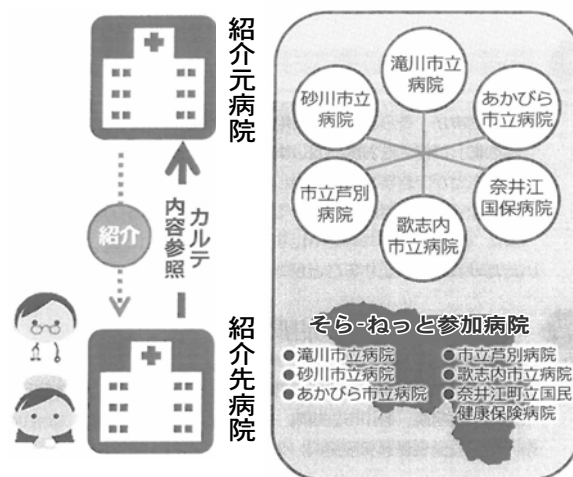 紹介元病院
紹介
カルテ
内容参照
紹介先病院
滝川市立
病院
砂川市立
病院
あかびら
市立病院
市立芦別
病院
奈井江
国保病院
歌志内
市立病院
そら-ねっと参加病院
●滝川市立病院
●砂川市立病院
●あかびら市立病院
●市立芦別病院
●歌志内市立病院
●奈井江町立国民
健康保険病院